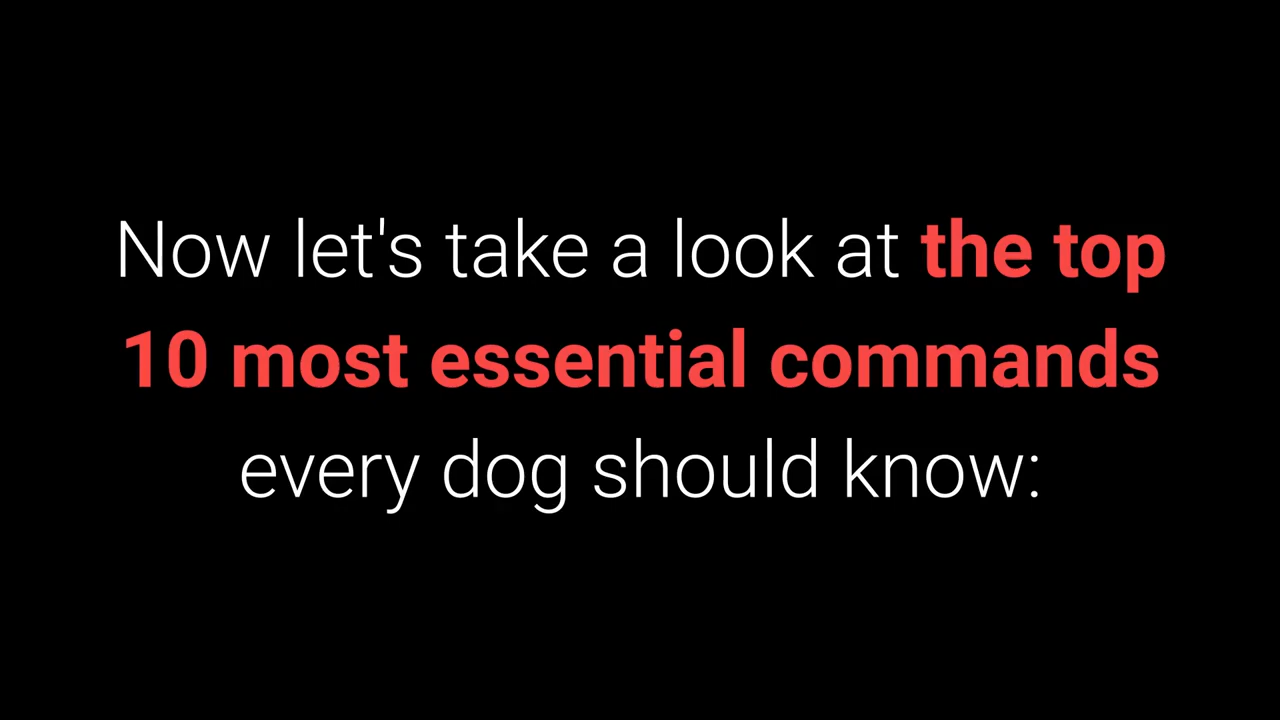 Now let's take a look at the top
10 most essential commands
every dog should know: